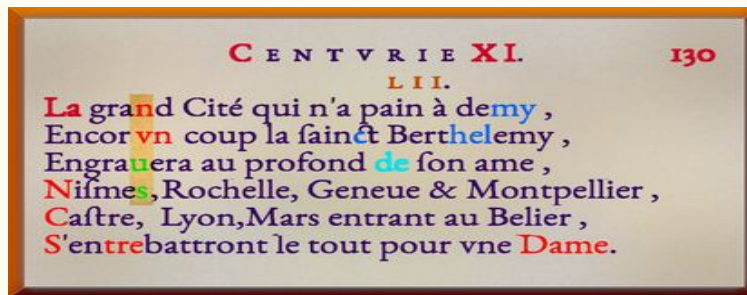 CENTVRIE XI. 130
LII.
La grand Cité qui n'a pain à demy ,
Encor vn coup la ſainct Berthelemy ,
Engrauera au profond de ſon ame ,
Niſmes,Rochelle, Geneue & Montpellier ,
Caſtre, Lyon,Mars entrant au Belier ,
S'entrebattront le tout pour vne Dame.